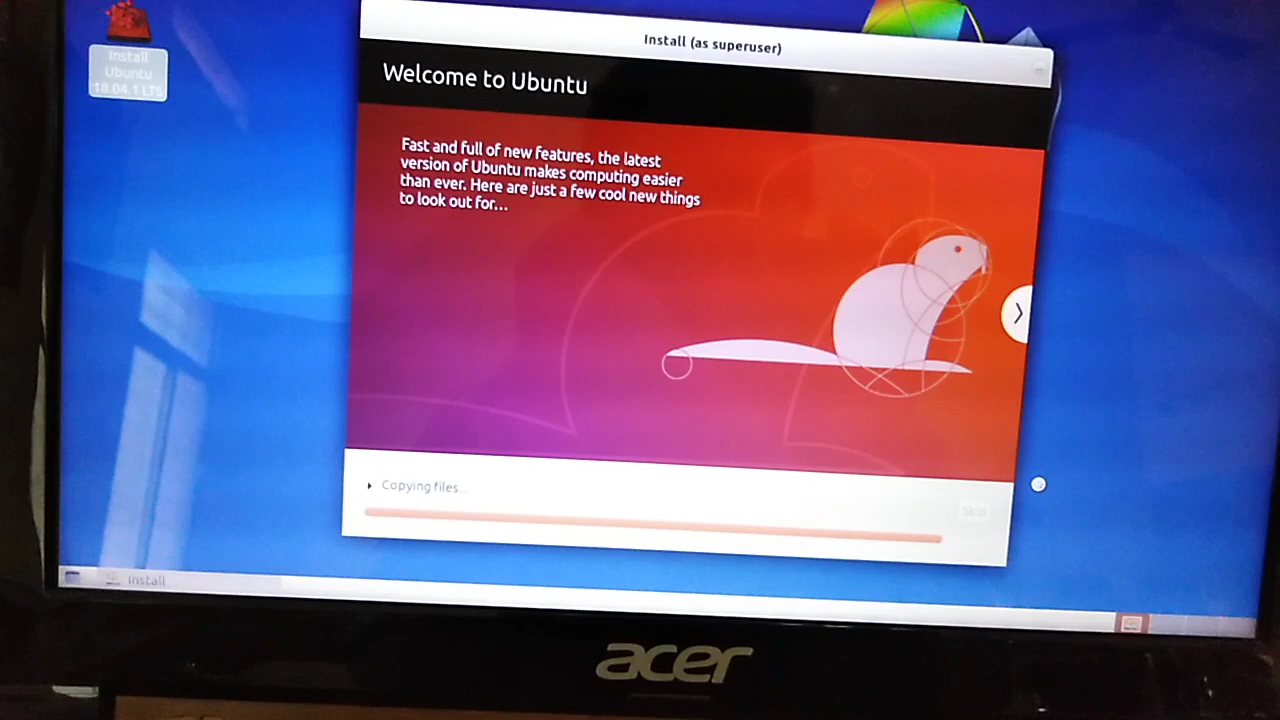 Install
Ubuntu
18.04.1 LTS
Install (as superuser)
Welcome to Ubuntu
Fast and full of new features, the latest
version of Ubuntu makes computing easier
than ever. Here are just a few cool new things
to look out for...
Copying files...
Skip
Install
acer